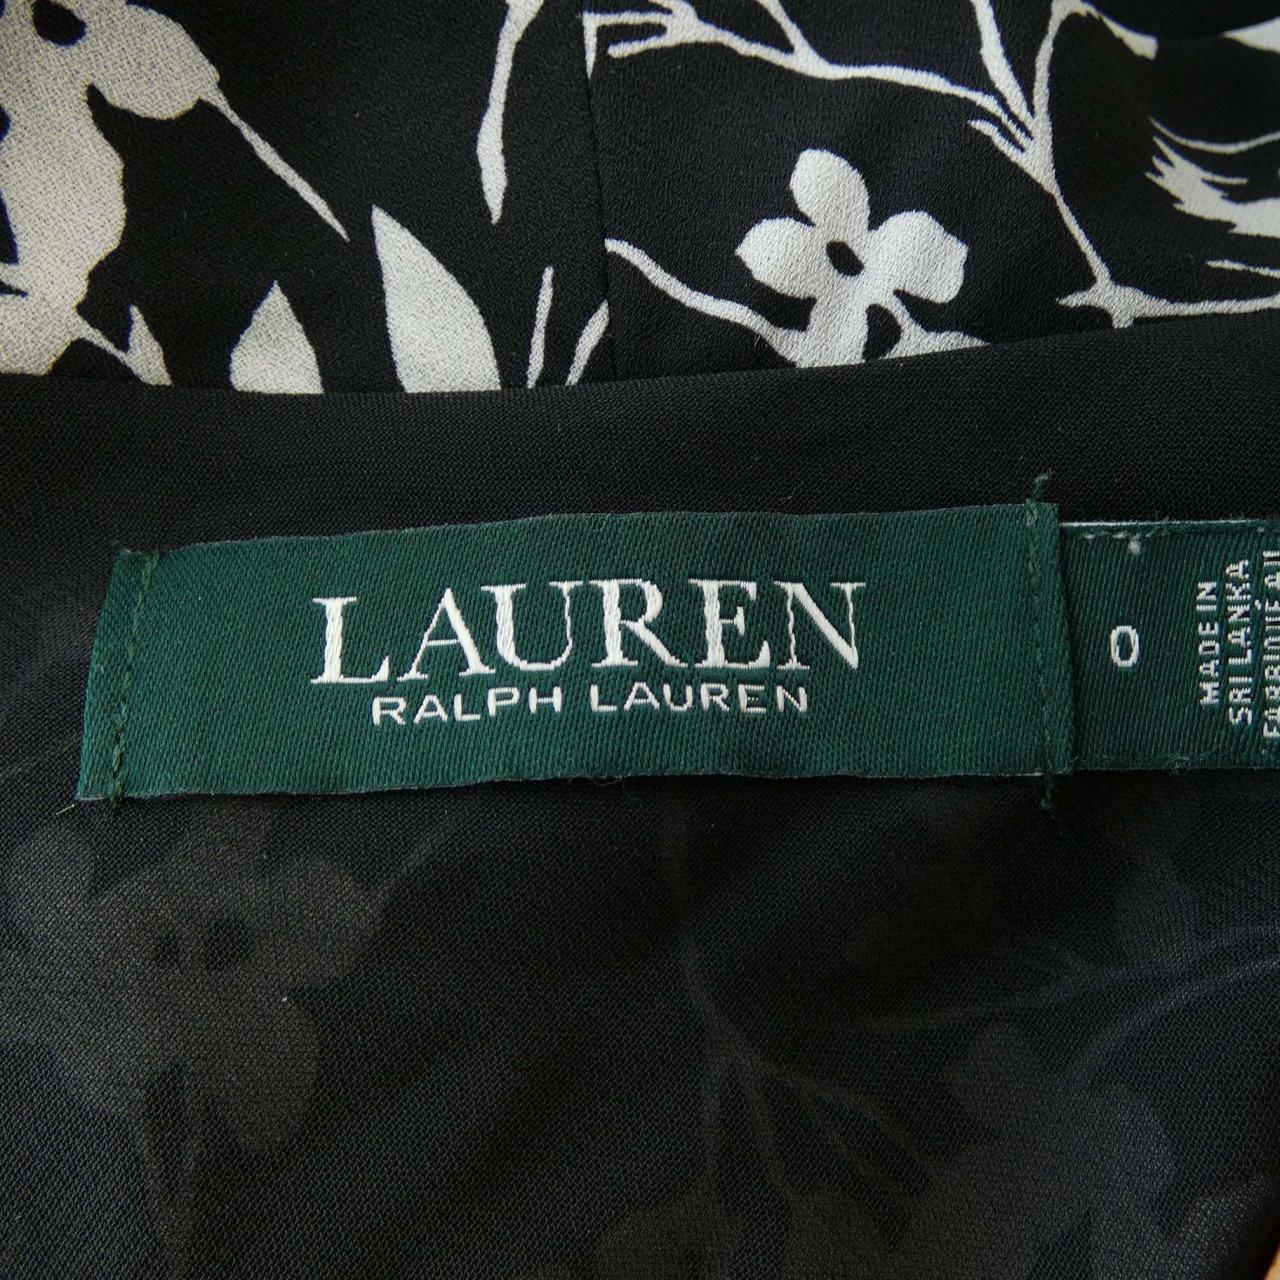 LAUREN
RALPH LAUREN
0
MADE IN
SRI LANKA